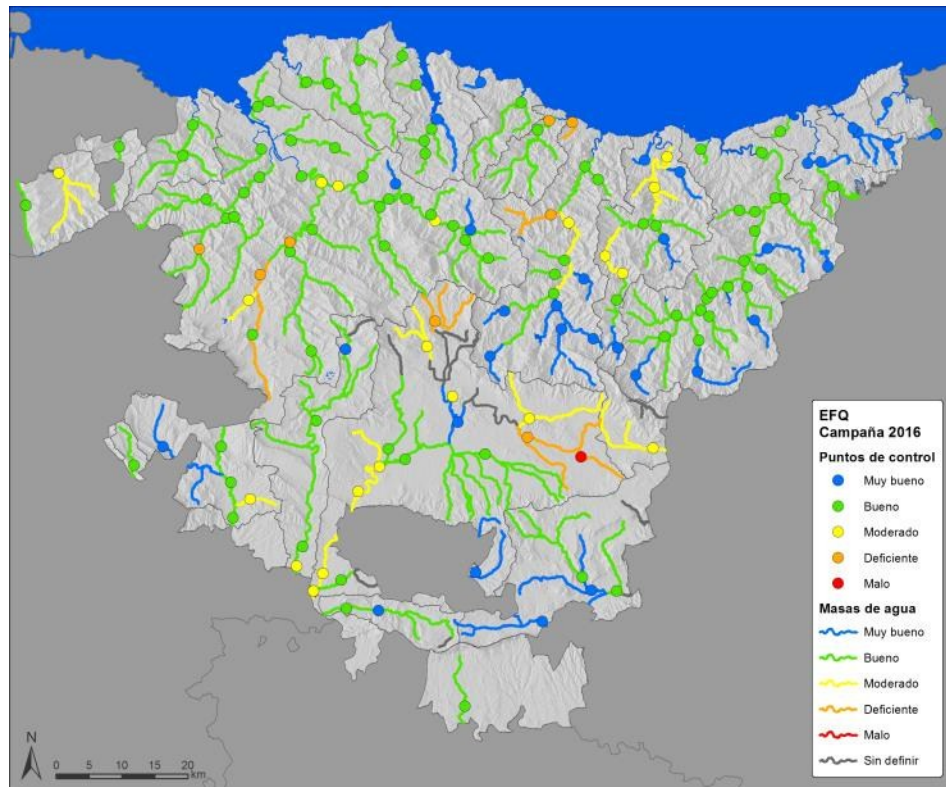 EFQ
Campaña 2016
Puntos de control
Muy bueno
Bueno
Moderado
Deficiente
Malo
Masas de agua
Muy bueno
Bueno
Moderado
Deficiente
Malo
Sin definir
N
0 5 10 15 20
km